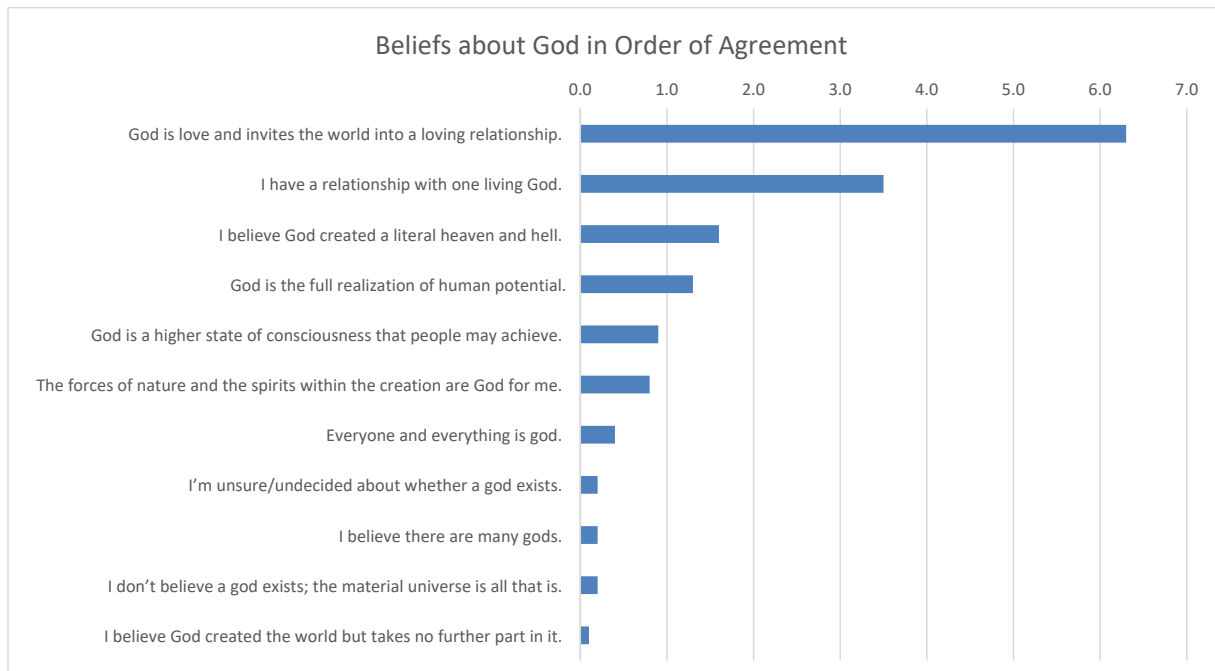 Beliefs about God in Order of Agreement
0.0 1.0 2.0 3.0 4.0 5.0 6.0 7.0
God is love and invites the world into a loving relationship.
I have a relationship with one living God.
I believe God created a literal heaven and hell.
God is the full realization of human potential.
God is a higher state of consciousness that people may achieve.
The forces of nature and the spirits within the creation are God for me.
Everyone and everything is god.
I’m unsure/undecided about whether a god exists.
I believe there are many gods.
I don’t believe a god exists; the material universe is all that is.
I believe God created the world but takes no further part in it.